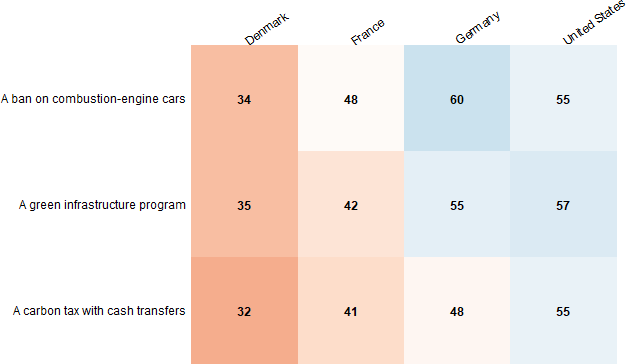 Denmark France Germany United States
A ban on combustion-engine cars 34 48 60 55
A green infrastructure program 35 42 55 57
A carbon tax with cash transfers 32 41 48 55